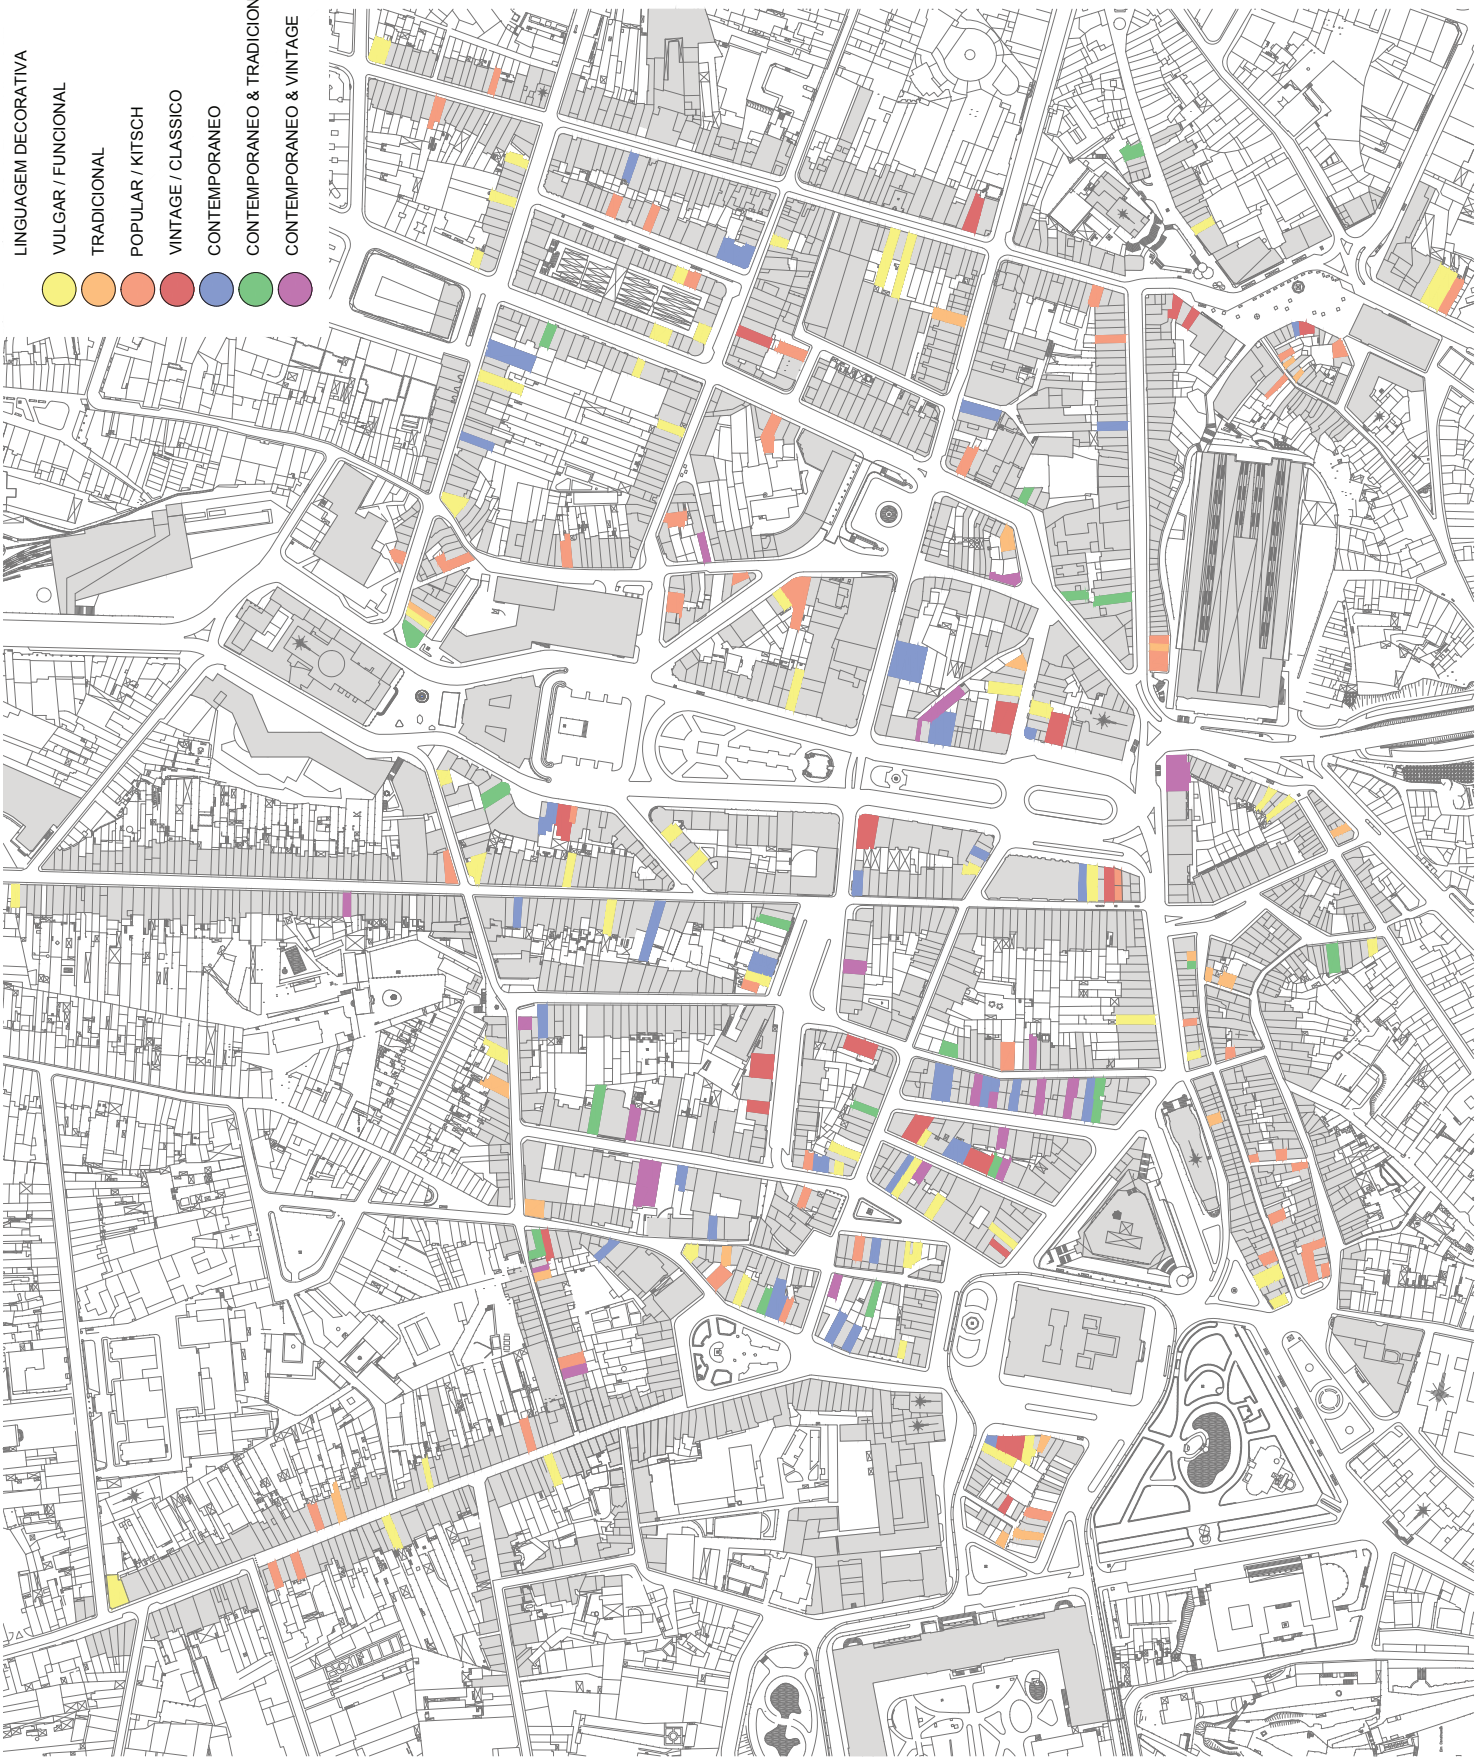 LINGUAGEM DECORATIVA
VULGAR / FUNCIONAL
TRADICIONAL
POPULAR / KITSCH
VINTAGE / CLASSICO
CONTEMPORANEO
CONTEMPORANEO & TRADICION
CONTEMPORANEO & VINTAGE